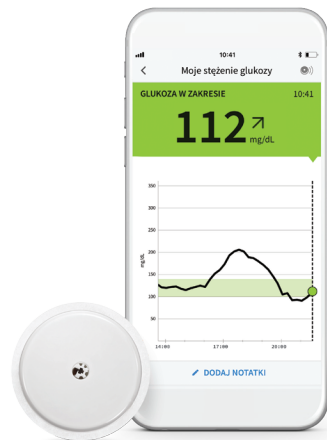 10:41
Moje stężenie glukozy
GLUKOZA W ZAKRESIE 10:41
112 mg/dL
350
300
250
mg/dL
200
150
100
50
14:00 17:00 20:00
DODAJ NOTATKI